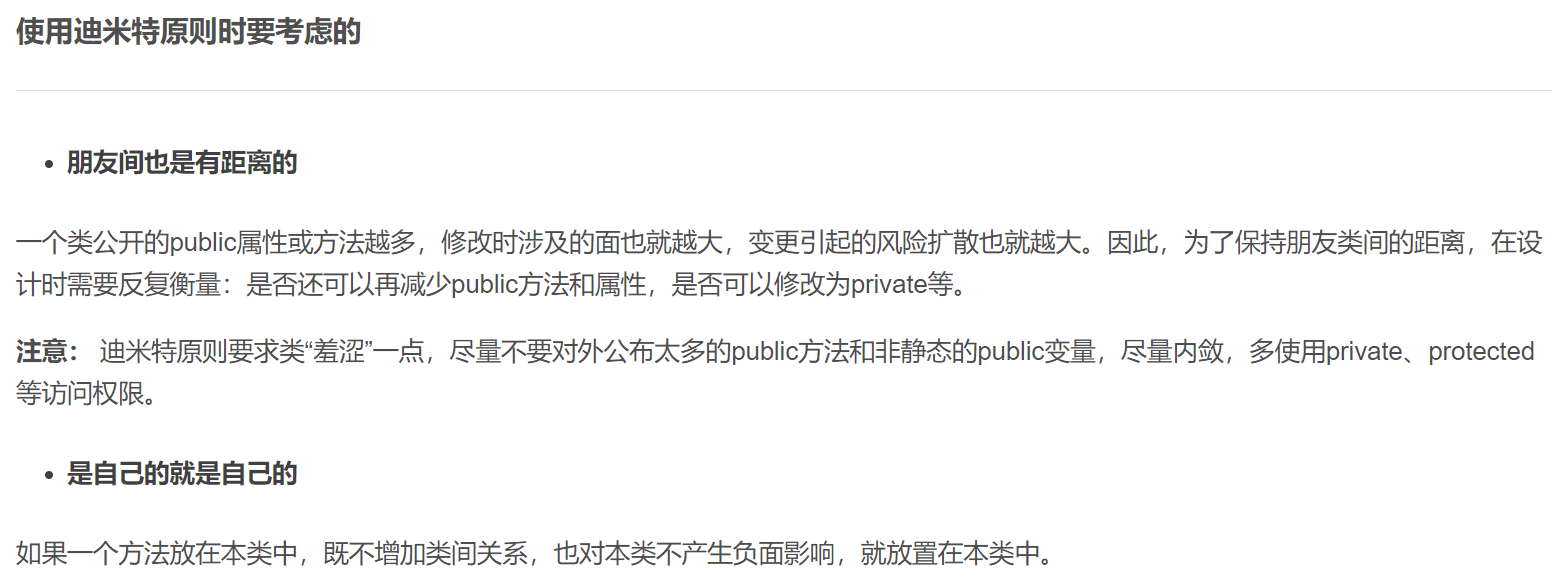 使用迪米特原则时要考虑的
• 朋友间也是有距离的
一个类公开的public属性或方法越多，修改时涉及的面也就越大，变更引起的风险扩散也就越大。因此，为了保持朋友类间的距离，在设
计时需要反复衡量：是否还可以再减少public方法和属性，是否可以修改为private等。
注意： 迪米特原则要求类“羞涩”一点，尽量不要对外公布太多的public方法和非静态的public变量，尽量内敛，多使用private、protected
等访问权限。
• 是自己的就是自己的
如果一个方法放在本类中，既不增加类间关系，也对本类不产生负面影响，就放置在本类中。